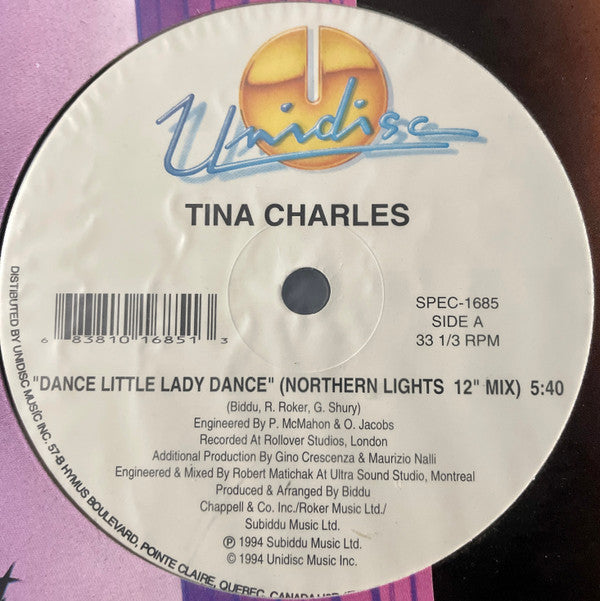 Unidisc
TINA CHARLES
SPEC-1685
SIDE A
33 1/3 RPM
6 83810 16851 3
"DANCE LITTLE LADY DANCE" (NORTHERN LIGHTS 12" MIX) 5:40
(Biddu, R. Roker, G. Shury)
Engineered By P. McMahon & O. Jacobs
Recorded At Rollover Studios, London
Additional Production By Gino Crescenza & Maurizio Nalli
Engineered & Mixed By Robert Matichak At Ultra Sound Studio, Montreal
Produced & Arranged By Biddu
Chappell & Co. Inc./Roker Music Ltd./
Subiddu Music Ltd.
℗ 1994 Subiddu Music Ltd.
© 1994 Unidisc Music Inc.
DISTIBUTED BY UNIDISC MUSIC INC. 57-B HYMUS BOULEVARD, POINTE CLAIRE, QUEBEC, CANADA